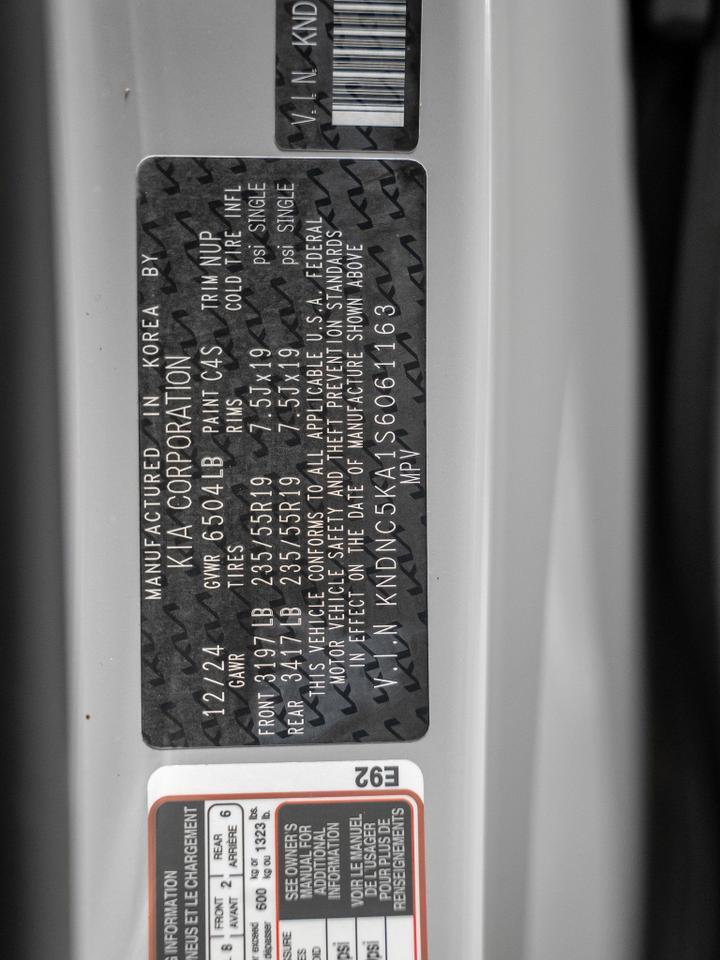 V.I.N. KND
MANUFACTURED IN KOREA BY
KIA CORPORATION
12/24 GVWR 6504LB PAINT C4S TRIM NUP
GAWR TIRES RIMS COLD TIRE INFL
FRONT 3197LB 235/55R19 7.5Jx19 psi SINGLE
REAR 3417LB 235/55R19 7.5Jx19 psi SINGLE
THIS VEHICLE CONFORMS TO ALL APPLICABLE U.S.A. FEDERAL
MOTOR VEHICLE SAFETY AND THEFT PREVENTION STANDARDS
IN EFFECT ON THE DATE OF MANUFACTURE SHOWN ABOVE
V.I.N KNDNC5KA1S6061163
MPV
E92
G INFORMATION
NEUS ET LE CHARGEMENT
8 FRONT AVANT 2 REAR ARRIÈRE 6
exceed dépasser 600 kg or kg ou 1323 lbs. lb.
SEE OWNER'S
MANUAL FOR
ADDITIONAL
INFORMATION
VOIR LE MANUEL
DE L'USAGER
POUR PLUS DE
RENSEIGNEMENTS
psi
psi